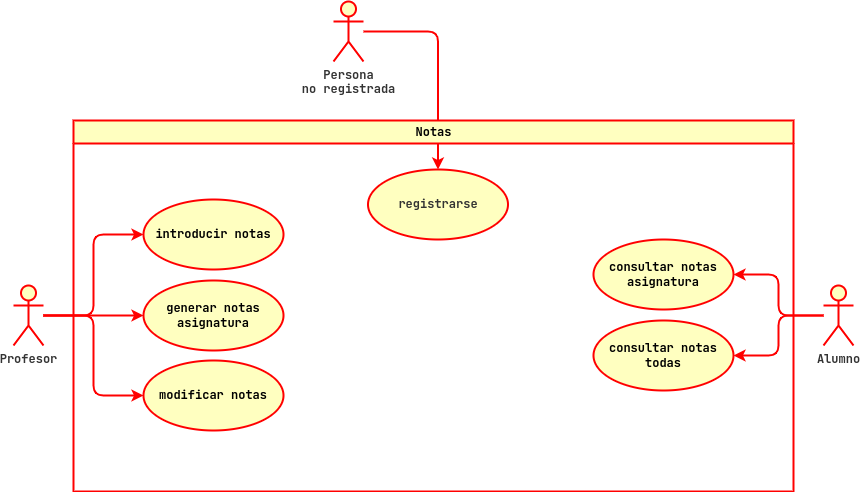 Persona
no registrada
Notas
registrarse
introducir notas
generar notas
asignatura
modificar notas
Profesor
consultar notas
asignatura
consultar notas
todas
Alumno